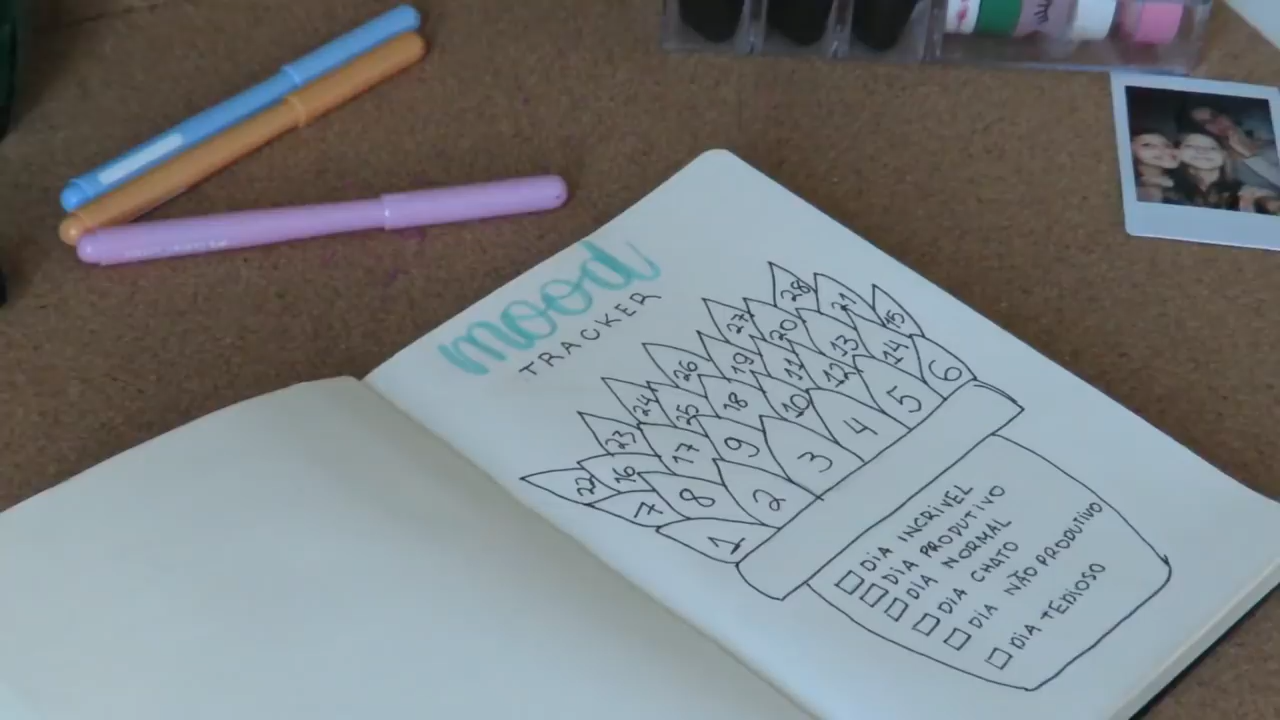 mood
TRACKER
28 21 15
27 20 13 14 6
26 19 11 12 5
24 25 18 10 4
23 17 9 3
22 16 8 2
7
1
DIA INCRÍVEL
DIA PRODUTIVO
DIA NORMAL
DIA CHATO
DIA NÃO PRODUTIVO
DIA TEDIOSO